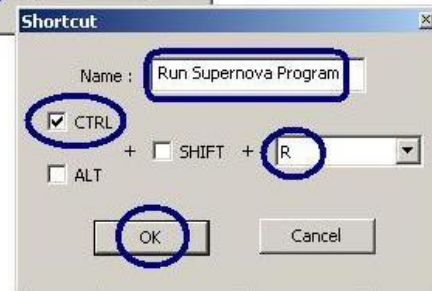 Shortcut
Name : Run Supernova Program
CTRL
+ SHIFT + R
ALT
OK Cancel